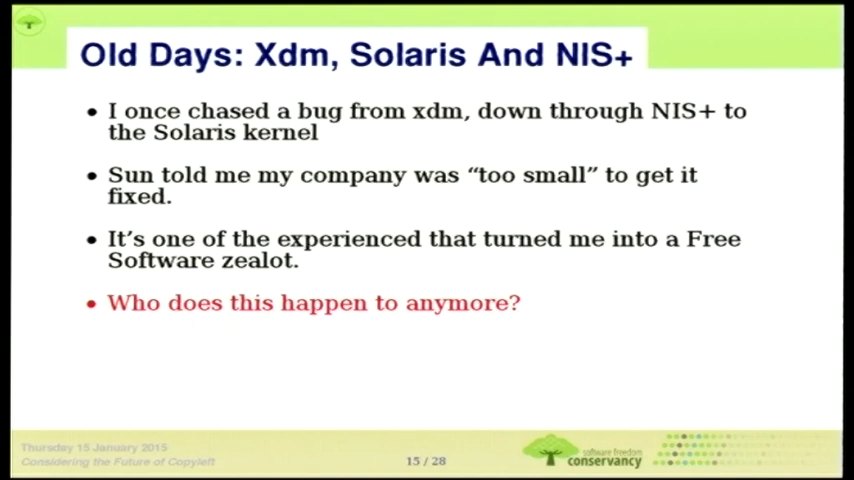 Old Days: Xdm, Solaris And NIS+
• I once chased a bug from xdm, down through NIS+ to
the Solaris kernel
• Sun told me my company was “too small” to get it
fixed.
• It’s one of the experienced that turned me into a Free
Software zealot.
• Who does this happen to anymore?
Thursday 15 January 2015
Considering the Future of Copyleft
15 / 28
software freedom
conservancy